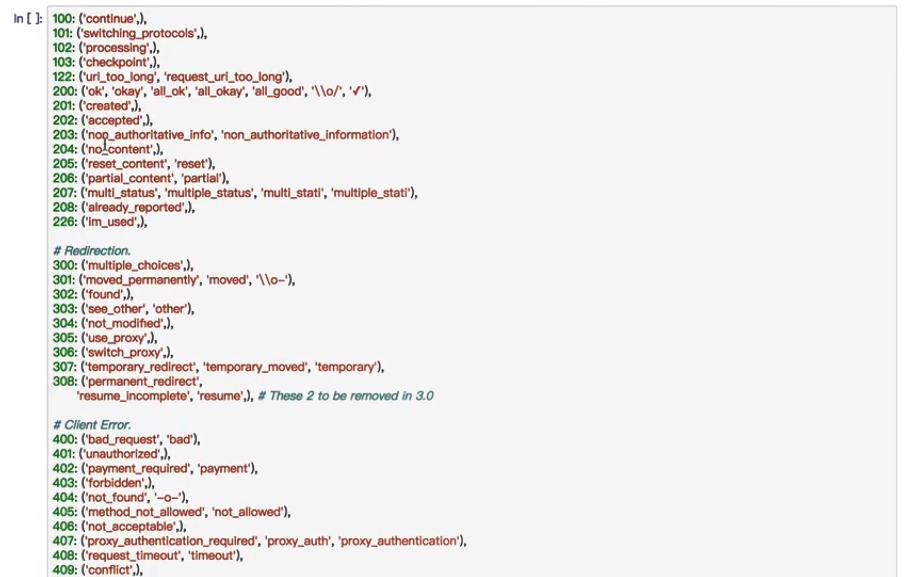 In [ ]:
100: ('continue',),
101: ('switching_protocols',),
102: ('processing',),
103: ('checkpoint',),
122: ('uri_too_long', 'request_uri_too_long'),
200: ('ok', 'okay', 'all_ok', 'all_okay', 'all_good', '\\o/', '✓'),
201: ('created',),
202: ('accepted',),
203: ('non_authoritative_info', 'non_authoritative_information'),
204: ('no_content',),
205: ('reset_content', 'reset'),
206: ('partial_content', 'partial'),
207: ('multi_status', 'multiple_status', 'multi_stati', 'multiple_stati'),
208: ('already_reported',),
226: ('im_used',),
# Redirection.
300: ('multiple_choices',),
301: ('moved_permanently', 'moved', '\\o-'),
302: ('found',),
303: ('see_other', 'other'),
304: ('not_modified',),
305: ('use_proxy',),
306: ('switch_proxy',),
307: ('temporary_redirect', 'temporary_moved', 'temporary'),
308: ('permanent_redirect',
'resume_incomplete', 'resume',), # These 2 to be removed in 3.0
# Client Error.
400: ('bad_request', 'bad'),
401: ('unauthorized',),
402: ('payment_required', 'payment'),
403: ('forbidden',),
404: ('not_found', '-o-'),
405: ('method_not_allowed', 'not_allowed'),
406: ('not_acceptable',),
407: ('proxy_authentication_required', 'proxy_auth', 'proxy_authentication'),
408: ('request_timeout', 'timeout'),
409: ('conflict',),